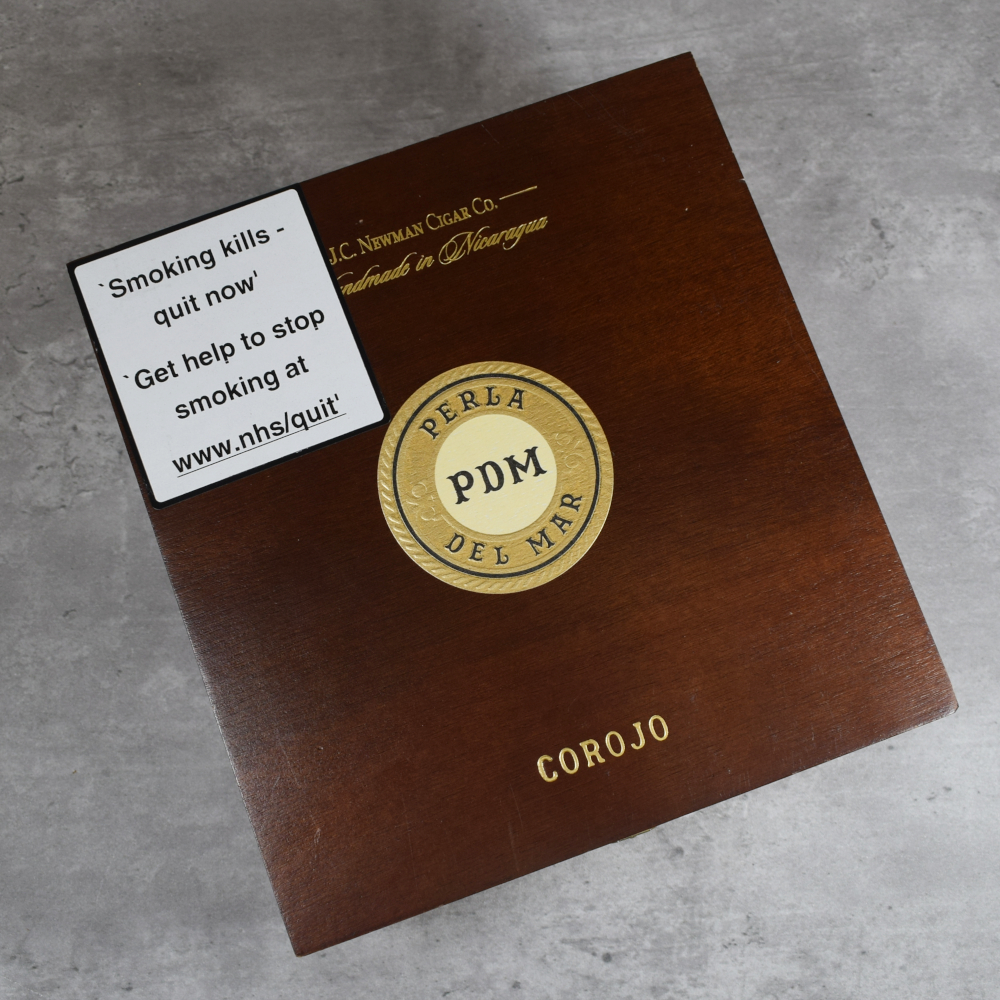 J.C. Newman Cigar Co.
in Nicaragua
`Smoking kills -
quit now'
`Get help to stop
smoking at
www.nhs/quit'
PERLA
PDM
DEL MAR
COROJO